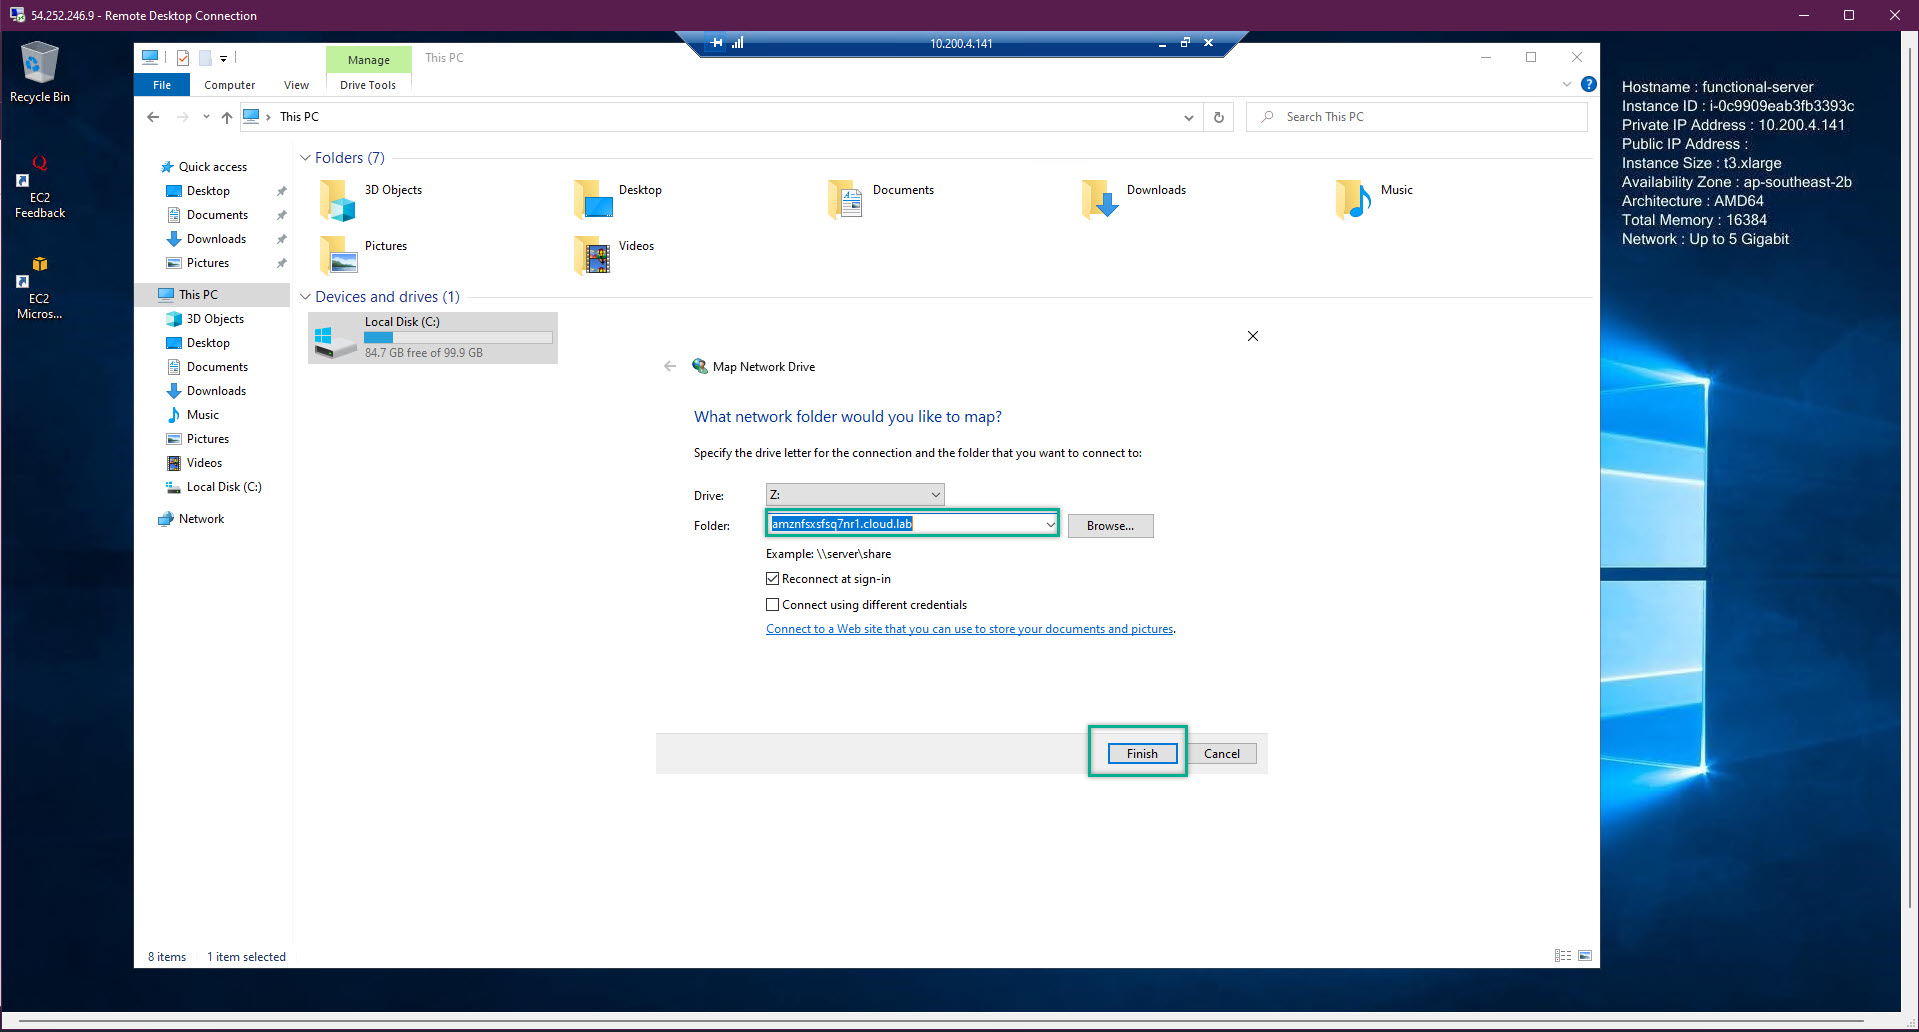 54.252.246.9 - Remote Desktop Connection
10.200.4.141
Recycle Bin
EC2
Feedback
EC2
Micros...
Manage
This PC
File
Computer
View
Drive Tools
This PC
Search This PC
Quick access
Desktop
Documents
Downloads
Pictures
This PC
3D Objects
Desktop
Documents
Downloads
Music
Pictures
Videos
Local Disk (C:)
Network
Folders (7)
3D Objects
Desktop
Documents
Downloads
Music
Pictures
Videos
Devices and drives (1)
Local Disk (C:)
84.7 GB free of 99.9 GB
Map Network Drive
What network folder would you like to map?
Specify the drive letter for the connection and the folder that you want to connect to:
Drive:
Z:
Folder:
amznfsxsfsq7nr1.cloud.lab
Browse...
Example: \\server\share
Reconnect at sign-in
Connect using different credentials
Connect to a Web site that you can use to store your documents and pictures.
Finish
Cancel
8 items
1 item selected
Hostname : functional-server
Instance ID : i-0c9909eab3fb3393c
Private IP Address : 10.200.4.141
Public IP Address :
Instance Size : t3.xlarge
Availability Zone : ap-southeast-2b
Architecture : AMD64
Total Memory : 16384
Network : Up to 5 Gigabit